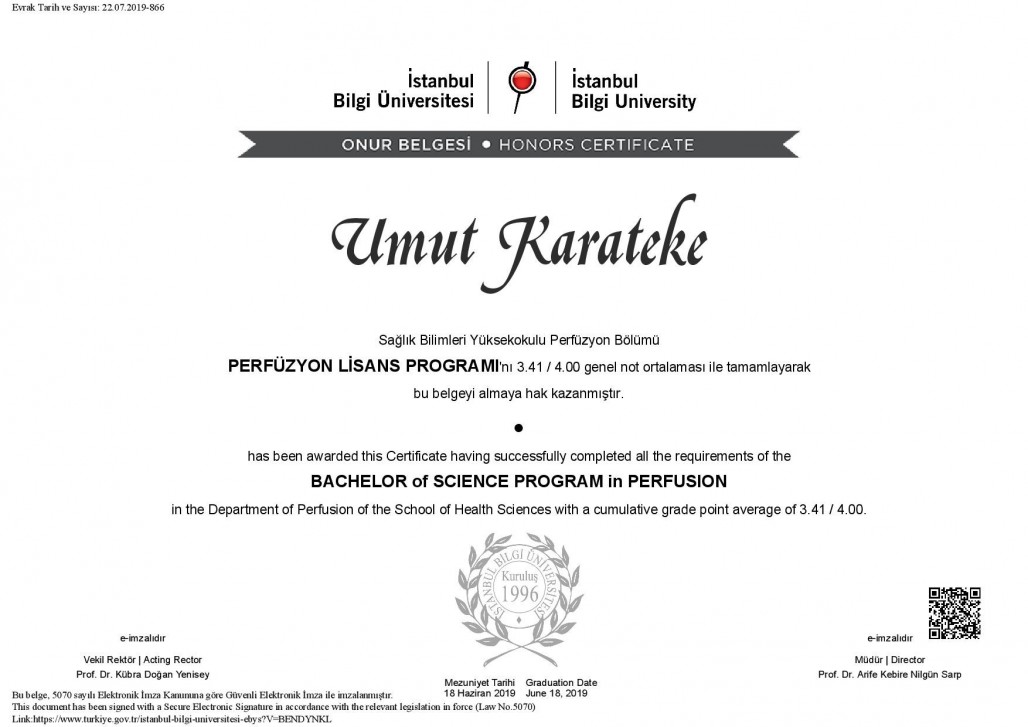 Evrak Tarih ve Sayısı: 22.07.2019-866
İstanbul
Bilgi Üniversitesi
İstanbul
Bilgi University
ONUR BELGESİ • HONORS CERTIFICATE
Umut Karateke
Sağlık Bilimleri Yüksekokulu Perfüzyon Bölümü
PERFÜZYON LİSANS PROGRAMI'nı 3.41 / 4.00 genel not ortalaması ile tamamlayarak
bu belgeyi almaya hak kazanmıştır.
•
has been awarded this Certificate having successfully completed all the requirements of the
BACHELOR of SCIENCE PROGRAM in PERFUSION
in the Department of Perfusion of the School of Health Sciences with a cumulative grade point average of 3.41 / 4.00.
İSTANBUL BİLGİ ÜNİVERSİTESİ
Kuruluş
1996
e-imzalıdır
Vekil Rektör | Acting Rector
Prof. Dr. Kübra Doğan Yenisey
e-imzalıdır
Müdür | Director
Prof. Dr. Arife Kebire Nilgün Sarp
Mezuniyet Tarihi Graduation Date
18 Haziran 2019 June 18, 2019
Bu belge, 5070 sayılı Elektronik İmza Kanununa göre Güvenli Elektronik İmza ile imzalanmıştır.
This document has been signed with a Secure Electronic Signature in accordance with the relevant legislation in force (Law No.5070)
Link:https://www.turkiye.gov.tr/istanbul-bilgi-universitesi-ebys?V=BENDYNKL